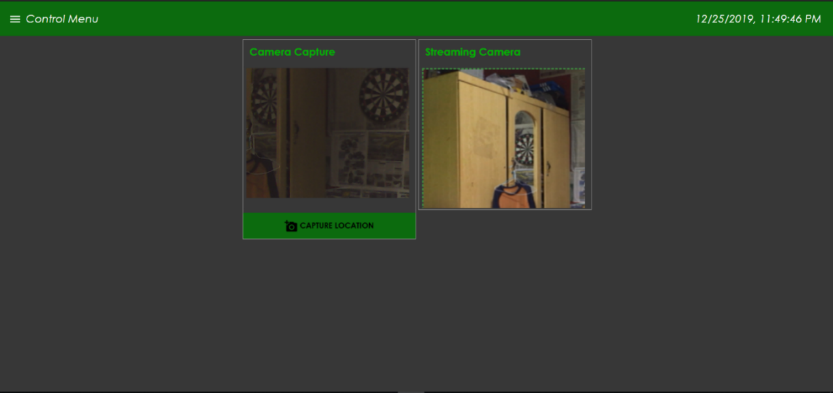 Control Menu
12/25/2019, 11:49:46 PM
Camera Capture
Streaming Camera
CAPTURE LOCATION